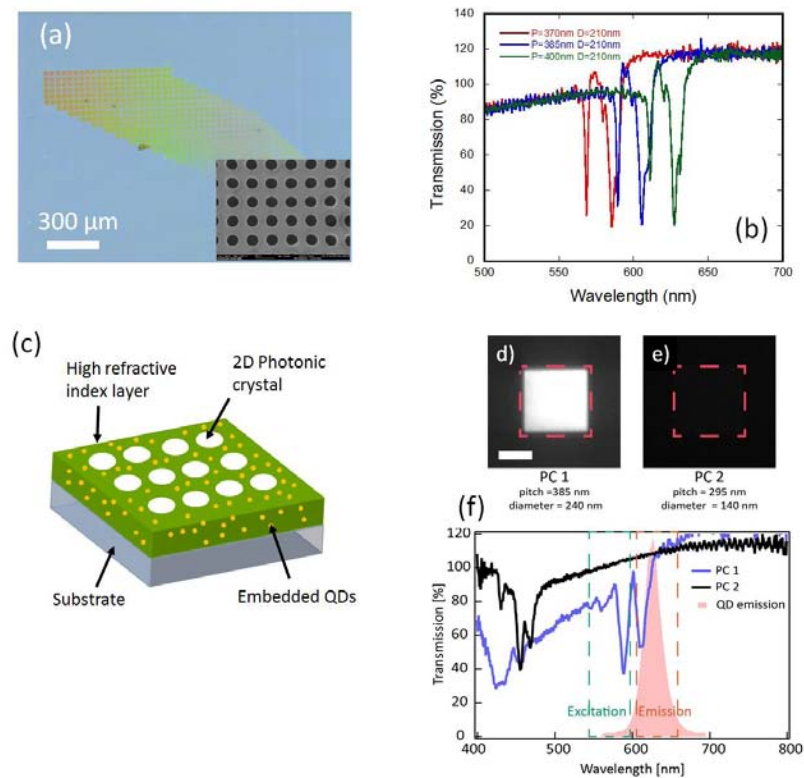 (a)
300 µm
P=370nm D=210nm
P=385nm D=210nm
P=400nm D=210nm
Transmission (%)
140
120
100
80
60
40
20
0
500
550
600
650
700
(b)
Wavelength (nm)
(c)
High refractive
index layer
2D Photonic
crystal
Substrate
Embedded QDs
d)
e)
PC 1
pitch =385 nm
diameter = 240 nm
PC 2
pitch = 295 nm
diameter = 140 nm
(f)
Transmission [%]
120
100
80
60
40
20
0
PC 1
PC 2
QD emission
Excitation
Emission
400
500
600
700
800
Wavelength [nm]